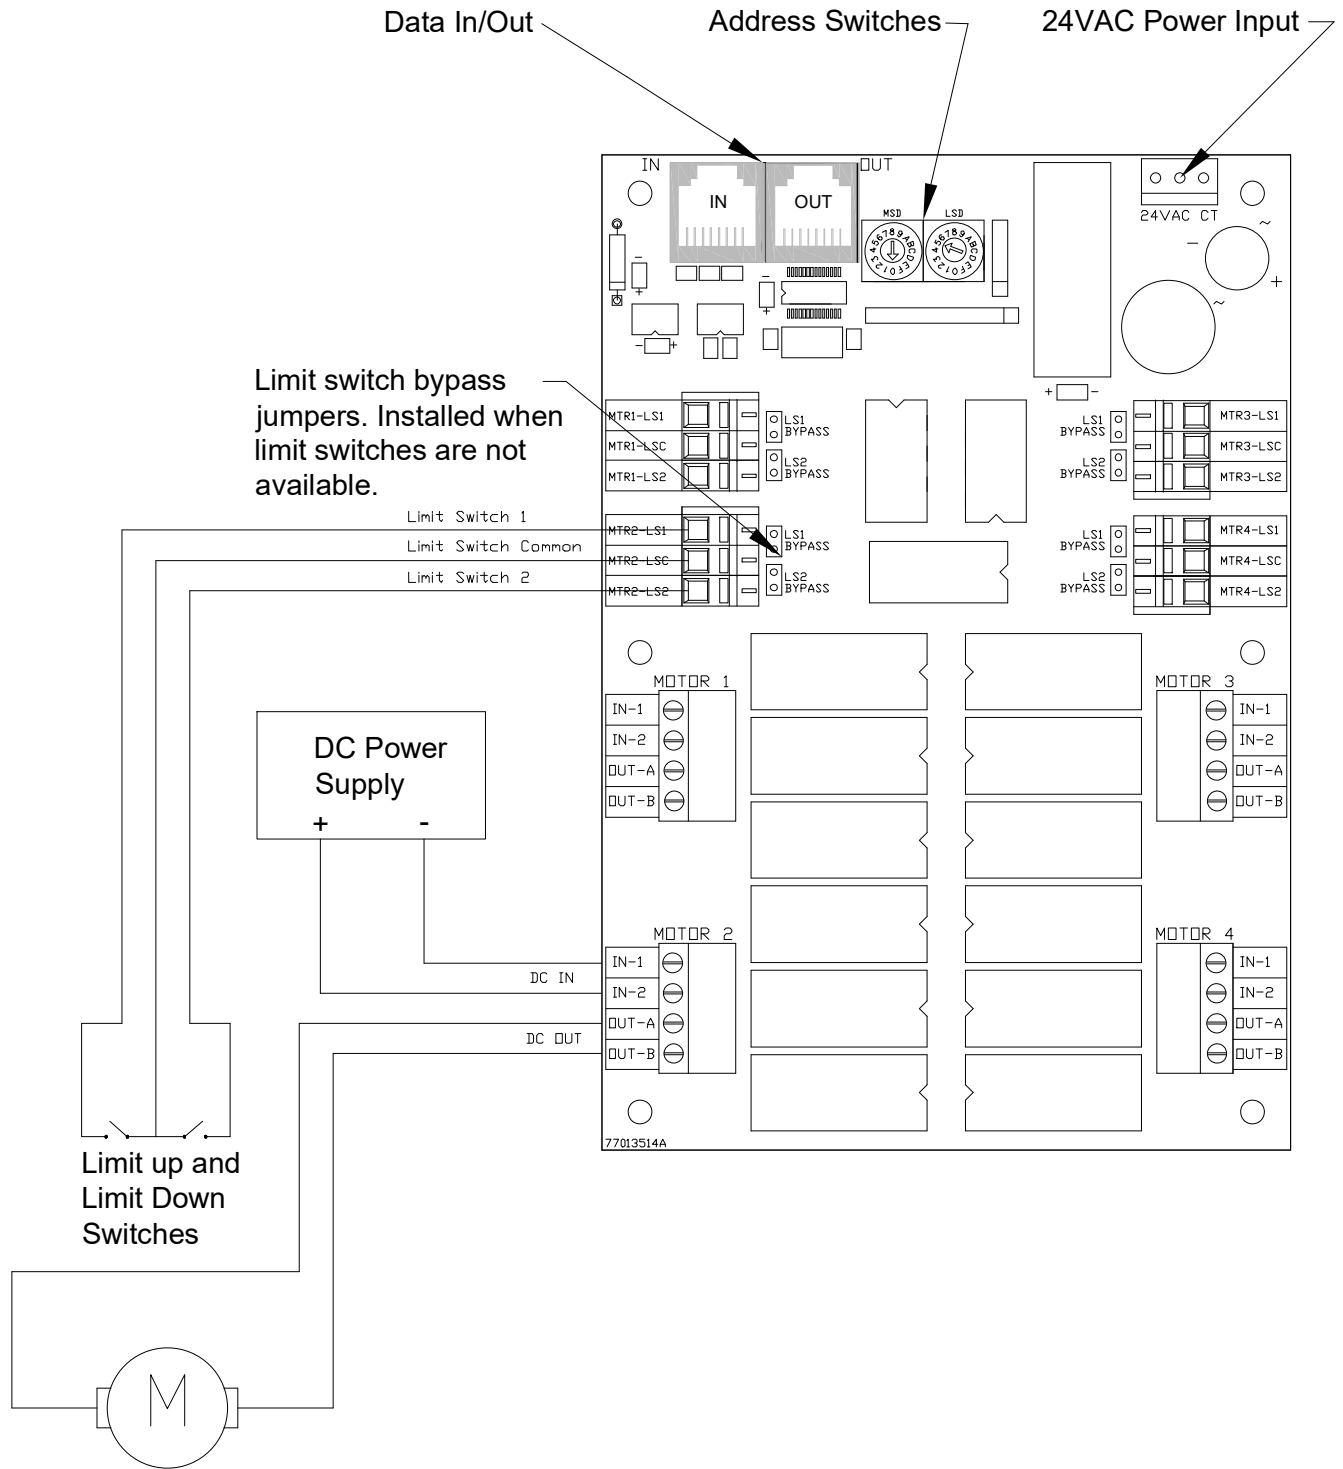 Data In/Out
Address Switches
24VAC Power Input
IN
OUT
IN
OUT
MSD
LSD
0123456789ABCDEF
0123456789ABCDEF
24VAC CT
~
-
+
~
-
+
-
+
-
+
+
-
Limit switch bypass
jumpers. Installed when
limit switches are not
available.
MTR1-LS1
MTR1-LSC
MTR1-LS2
LS1
BYPASS
LS2
BYPASS
LS1
BYPASS
LS2
BYPASS
MTR3-LS1
MTR3-LSC
MTR3-LS2
Limit Switch 1
Limit Switch Common
Limit Switch 2
MTR2-LS1
MTR2-LSC
MTR2-LS2
LS1
BYPASS
LS2
BYPASS
LS1
BYPASS
LS2
BYPASS
MTR4-LS1
MTR4-LSC
MTR4-LS2
MOTOR 1
IN-1
IN-2
OUT-A
OUT-B
MOTOR 3
IN-1
IN-2
OUT-A
OUT-B
DC Power
Supply
+ -
MOTOR 2
IN-1
IN-2
OUT-A
OUT-B
DC IN
DC OUT
MOTOR 4
IN-1
IN-2
OUT-A
OUT-B
77013514A
Limit up and
Limit Down
Switches
M